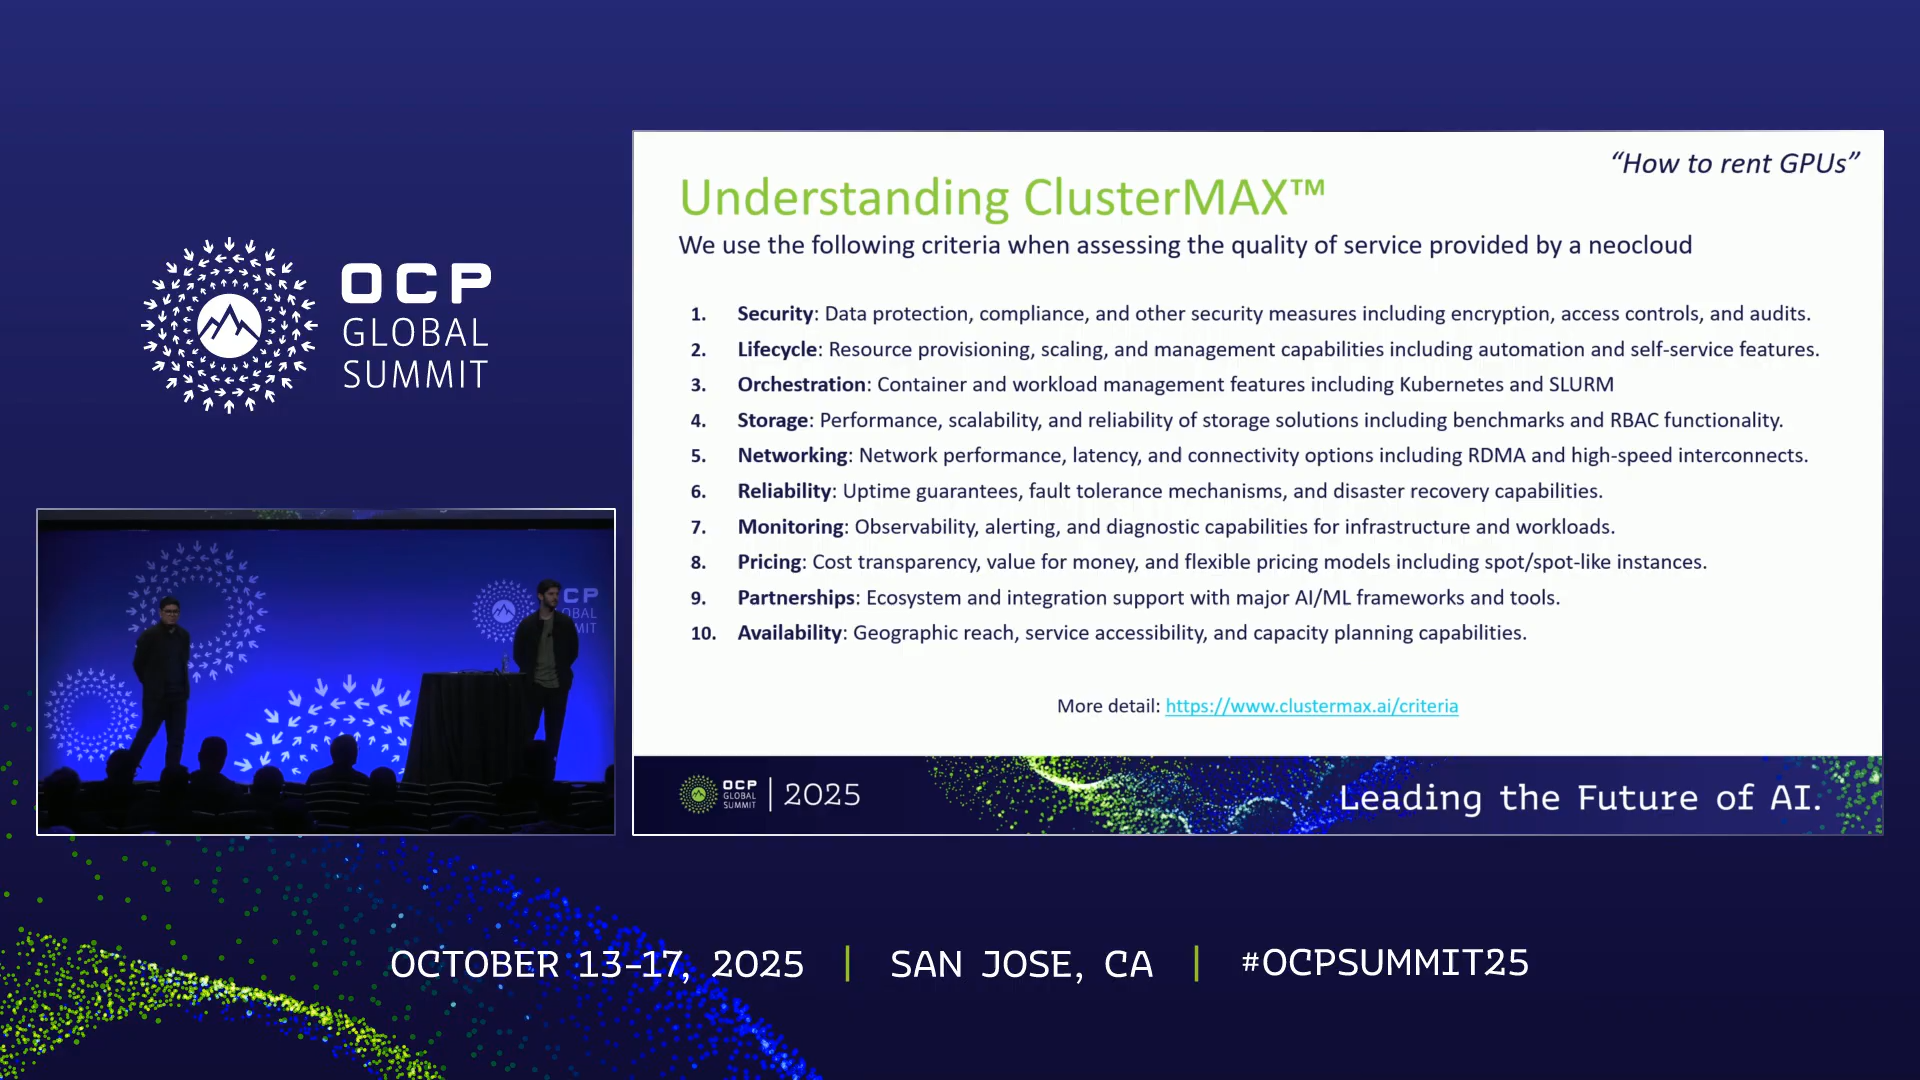 OCP
GLOBAL
SUMMIT
"How to rent GPUs"
Understanding ClusterMAX™
We use the following criteria when assessing the quality of service provided by a neocloud
1. Security: Data protection, compliance, and other security measures including encryption, access controls, and audits.
2. Lifecycle: Resource provisioning, scaling, and management capabilities including automation and self-service features.
3. Orchestration: Container and workload management features including Kubernetes and SLURM
4. Storage: Performance, scalability, and reliability of storage solutions including benchmarks and RBAC functionality.
5. Networking: Network performance, latency, and connectivity options including RDMA and high-speed interconnects.
6. Reliability: Uptime guarantees, fault tolerance mechanisms, and disaster recovery capabilities.
7. Monitoring: Observability, alerting, and diagnostic capabilities for infrastructure and workloads.
8. Pricing: Cost transparency, value for money, and flexible pricing models including spot/spot-like instances.
9. Partnerships: Ecosystem and integration support with major AI/ML frameworks and tools.
10. Availability: Geographic reach, service accessibility, and capacity planning capabilities.
More detail: https://www.clustermax.ai/criteria
OCP
GLOBAL
SUMMIT
2025
Leading the Future of AI.
CP
OBAL
MIT
OCTOBER 13-17, 2025 | SAN JOSE, CA | #OCPSUMMIT25